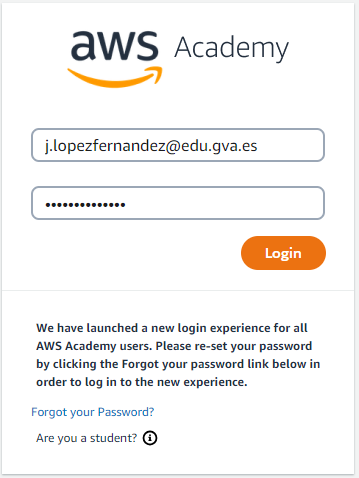 aws Academy
j.lopezfernandez@edu.gva.es
••••••••••••••
Login
We have launched a new login experience for all
AWS Academy users. Please re-set your password
by clicking the Forgot your password link below in
order to log in to the new experience.
Forgot your Password?
Are you a student?